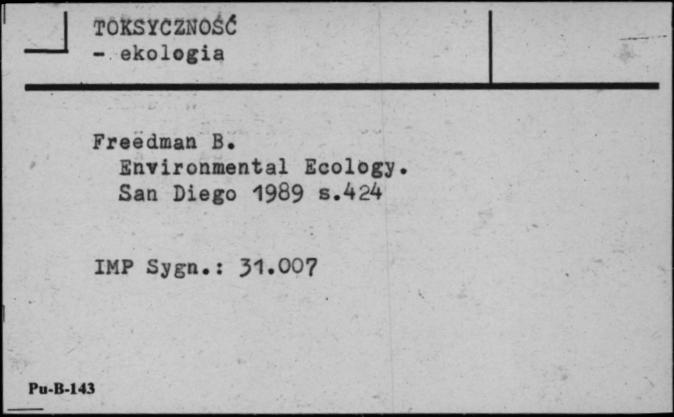 TOKSYCZNOŚĆ
- ekologia
Freedman B.
Environmental Ecology.
San Diego 1989 s.424
IMP Sygn.: 31.007
Pu-B-143